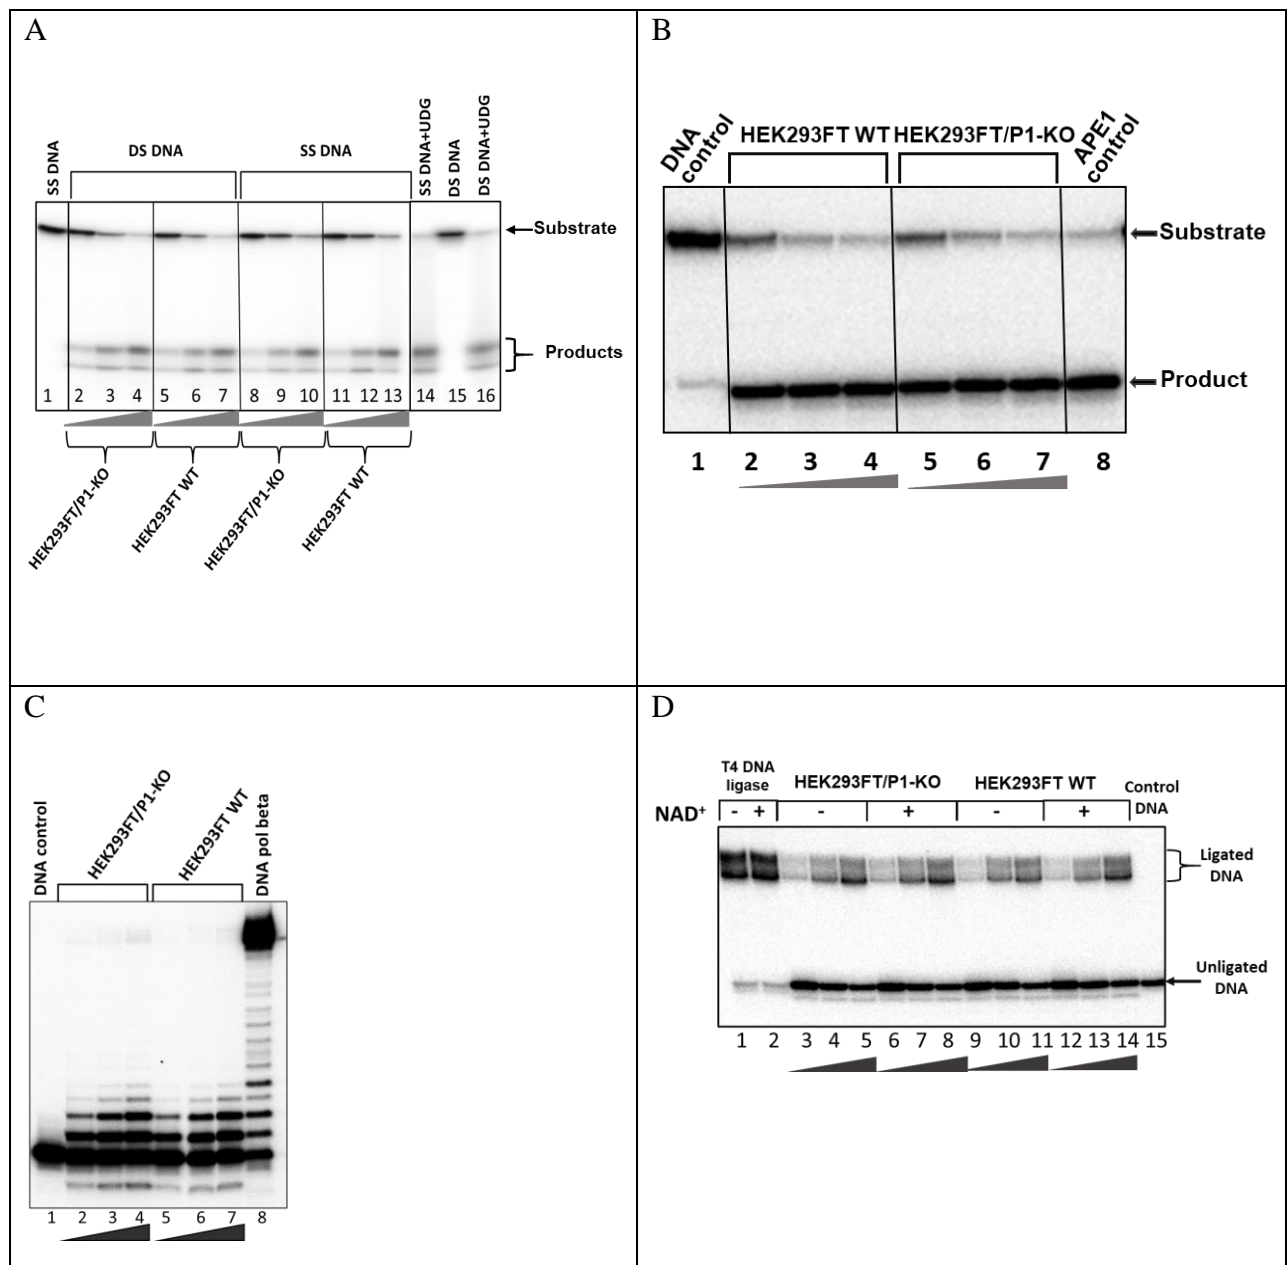 A
SS DNA
DS DNA
SS DNA
SS DNA+UDG
DS DNA
DS DNA+UDG
Substrate
Products
1 2 3 4 5 6 7 8 9 10 11 12 13 14 15 16
HEK293FT/P1-KO
HEK293FT WT
HEK293FT/P1-KO
HEK293FT WT
B
DNA
control
HEK293FT WT
HEK293FT/P1-KO
APE1
control
Substrate
Product
1 2 3 4 5 6 7 8
C
DNA control
HEK293FT/P1-KO
HEK293FT WT
DNA pol beta
1 2 3 4 5 6 7 8
D
T4 DNA
ligase
HEK293FT/P1-KO
HEK293FT WT
Control
DNA
NAD+ - + - + - +
Ligated
DNA
Unligated
DNA
1 2 3 4 5 6 7 8 9 10 11 12 13 14 15